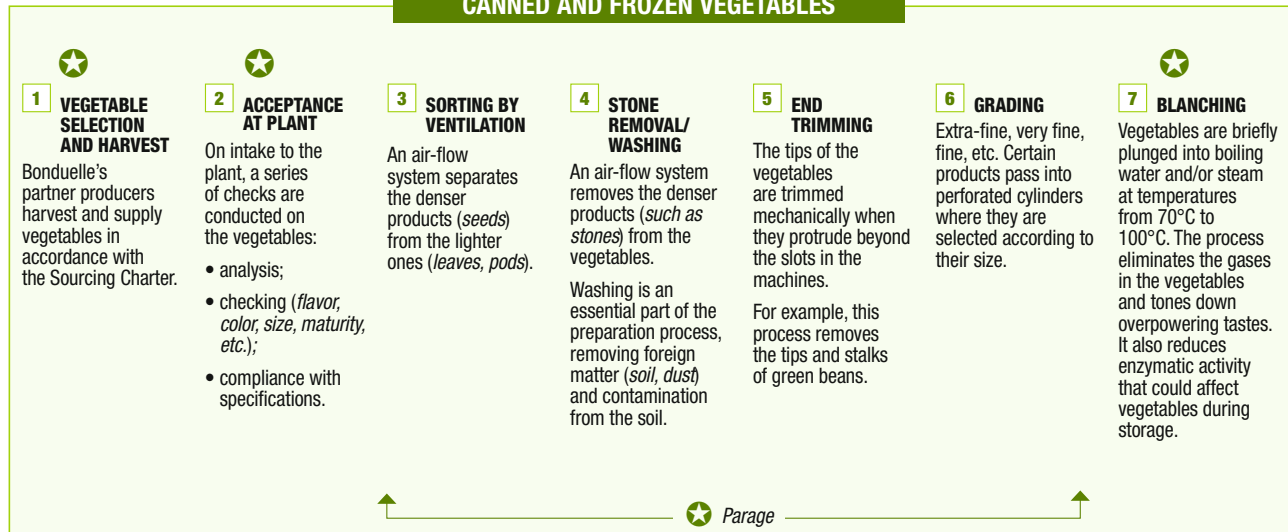 CANNED AND FROZEN VEGETABLES
1 VEGETABLE
SELECTION
AND HARVEST
Bonduelle's
partner producers
harvest and supply
vegetables in
accordance with
the Sourcing Charter.
2 ACCEPTANCE
AT PLANT
On intake to the
plant, a series
of checks are
conducted on
the vegetables:
• analysis;
• checking (flavor,
color, size, maturity,
etc.);
• compliance with
specifications.
3 SORTING BY
VENTILATION
An air-flow
system separates
the denser
products (seeds)
from the lighter
ones (leaves, pods).
4 STONE
REMOVAL/
WASHING
An air-flow system
removes the denser
products (such as
stones) from the
vegetables.
Washing is an
essential part of the
preparation process,
removing foreign
matter (soil, dust)
and contamination
from the soil.
5 END
TRIMMING
The tips of the
vegetables
are trimmed
mechanically when
they protrude beyond
the slots in the
machines.
For example, this
process removes
the tips and stalks
of green beans.
6 GRADING
Extra-fine, very fine,
fine, etc. Certain
products pass into
perforated cylinders
where they are
selected according to
their size.
7 BLANCHING
Vegetables are briefly
plunged into boiling
water and/or steam
at temperatures
from 70°C to
100°C. The process
eliminates the gases
in the vegetables
and tones down
overpowering tastes.
It also reduces
enzymatic activity
that could affect
vegetables during
storage.
Parage